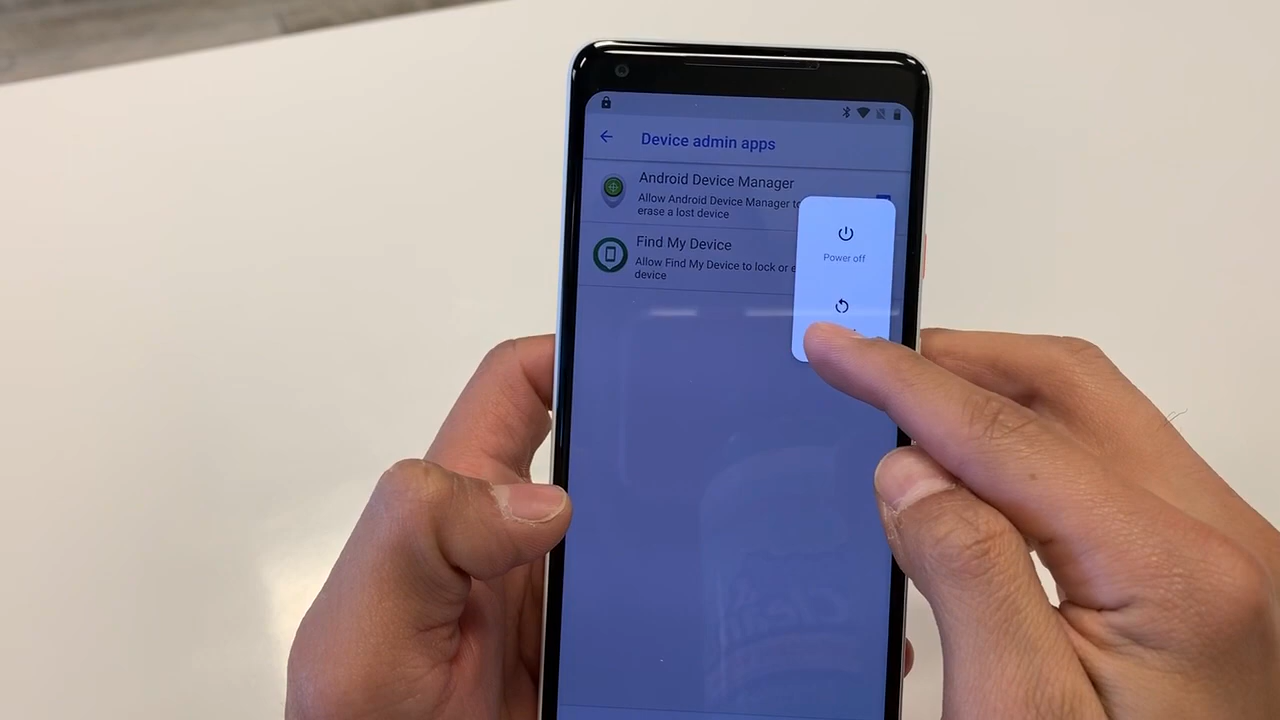 Device admin apps
Android Device Manager
Allow Android Device Manager to
erase a lost device
Find My Device
Allow Find My Device to lock or e
device
Power off